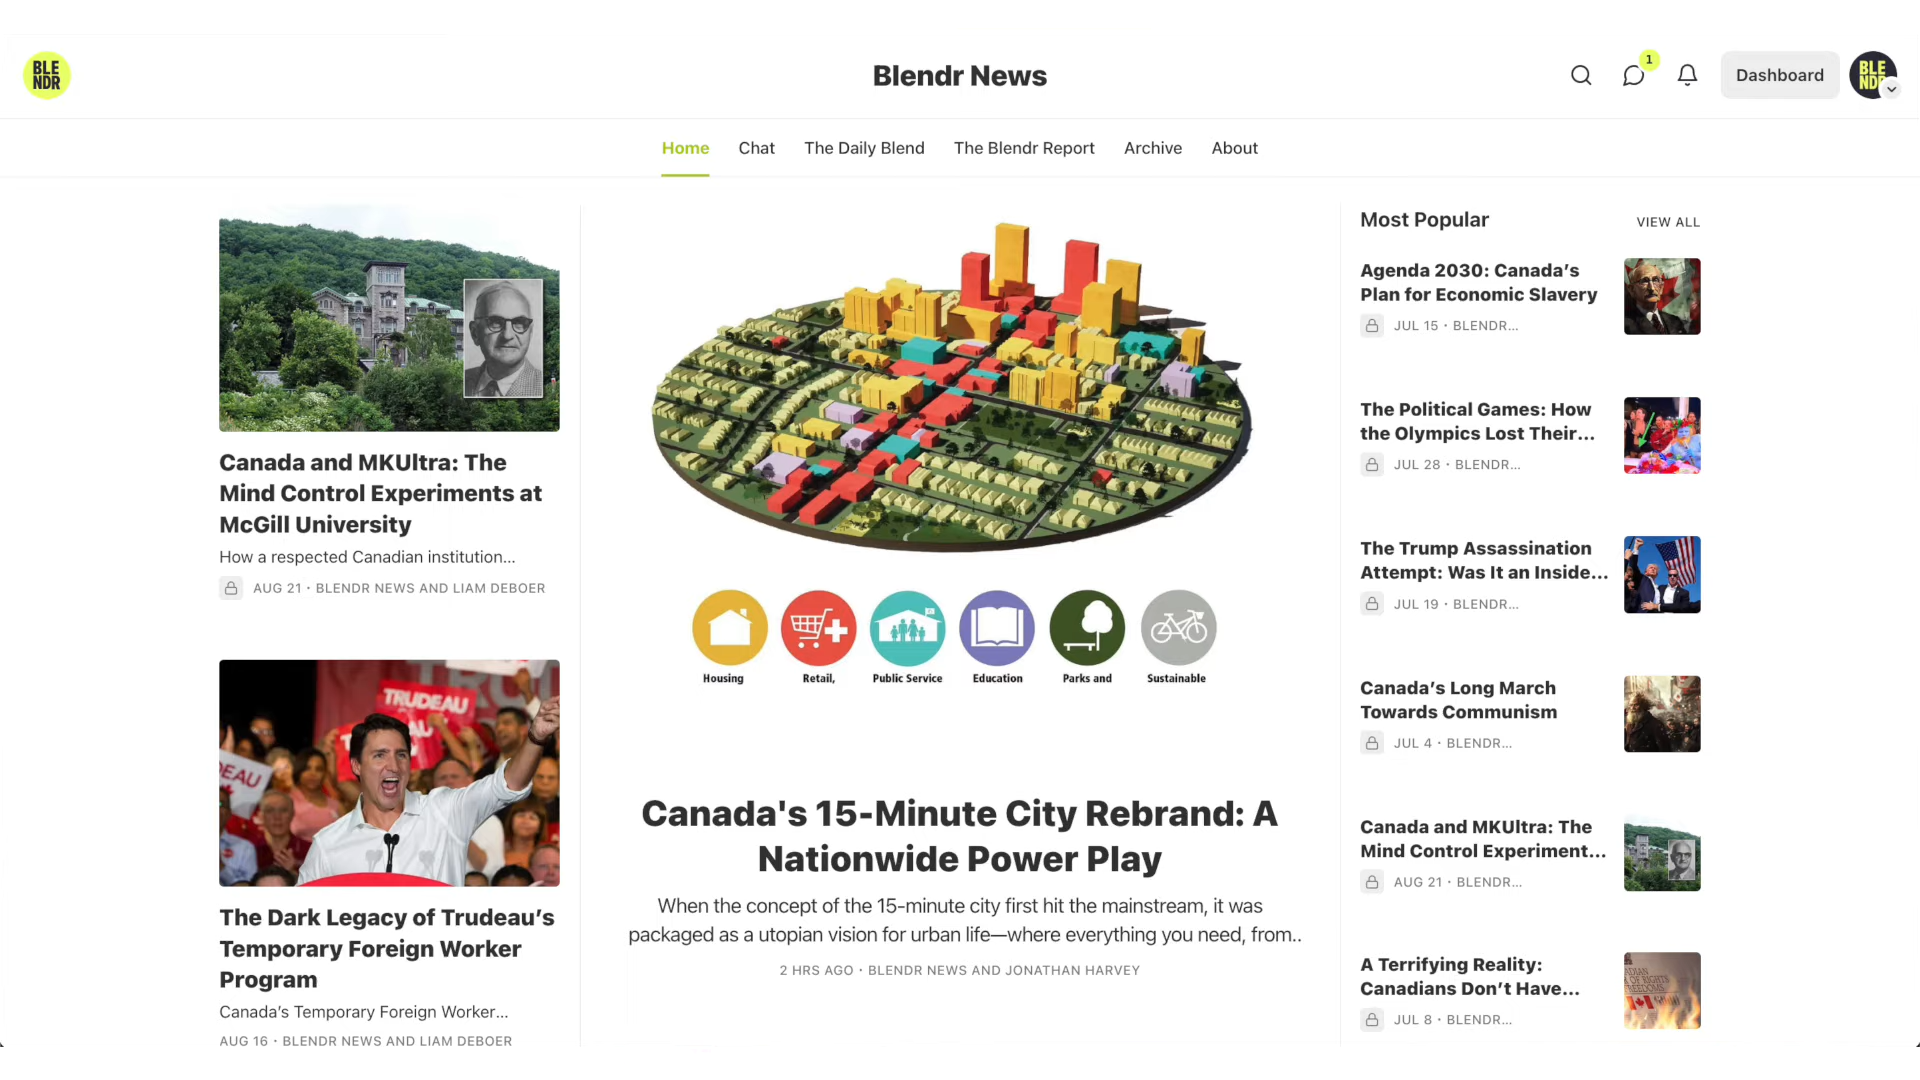 BLE
NDR
Blendr News
1
Dashboard
BLE
NDR
Home
Chat
The Daily Blend
The Blendr Report
Archive
About
Canada and MKUltra: The
Mind Control Experiments at
McGill University
How a respected Canadian institution...
AUG 21 · BLENDR NEWS AND LIAM DEBOER
TRUDEAU
EAU
The Dark Legacy of Trudeau’s
Temporary Foreign Worker
Program
Canada’s Temporary Foreign Worker...
AUG 16 · BLENDR NEWS AND LIAM DEBOER
Housing
Retail,
Public Service
Education
Parks and
Sustainable
Canada's 15-Minute City Rebrand: A
Nationwide Power Play
When the concept of the 15-minute city first hit the mainstream, it was
packaged as a utopian vision for urban life—where everything you need, from..
2 HRS AGO · BLENDR NEWS AND JONATHAN HARVEY
Most Popular
VIEW ALL
Agenda 2030: Canada’s
Plan for Economic Slavery
JUL 15 · BLENDR...
The Political Games: How
the Olympics Lost Their...
JUL 28 · BLENDR...
The Trump Assassination
Attempt: Was It an Inside...
JUL 19 · BLENDR...
Canada’s Long March
Towards Communism
JUL 4 · BLENDR...
Canada and MKUltra: The
Mind Control Experiment...
AUG 21 · BLENDR...
A Terrifying Reality:
Canadians Don’t Have...
JUL 8 · BLENDR...